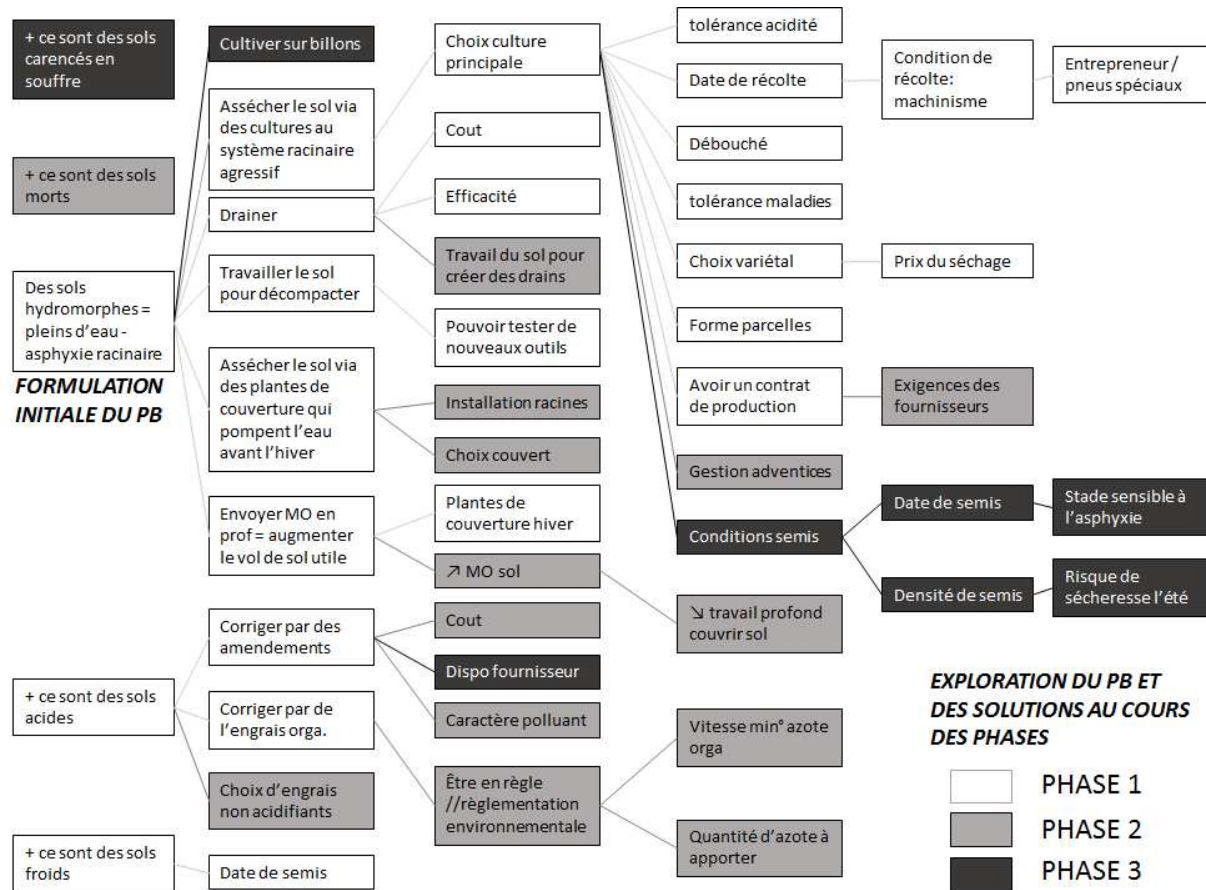 + ce sont des sols
carencés en
souffre
+ ce sont des sols
morts
Des sols
hydromorphes =
pleins d'eau -
asphyxie racinaire
FORMULATION
INITIALE DU PB
+ ce sont des sols
acides
+ ce sont des sols
froids
Cultiver sur billons
Assécher le sol via
des cultures au
système racinaire
agressif
Drainer
Travailler le sol
pour décompacter
Assécher le sol via
des plantes de
couverture qui
pompent l'eau
avant l'hiver
Envoyer MO en
prof = augmenter
le vol de sol utile
Corriger par des
amendements
Corriger par de
l'engrais orga.
Choix d'engrais
non acidifiants
Date de semis
Choix culture
principale
Cout
Efficacité
Travail du sol pour
créer des drains
Pouvoir tester de
nouveaux outils
Installation racines
Choix couvert
Plantes de
couverture hiver
↗ MO sol
Cout
Dispo fournisseur
Caractère polluant
Être en règle
//règlementation
environnementale
tolérance acidité
Date de récolte
Débouché
tolérance maladies
Choix variétal
Forme parcelles
Avoir un contrat
de production
Gestion adventices
Conditions semis
↘ travail profond
couvrir sol
Vitesse min° azote
orga
Quantité d'azote à
apporter
Condition de
récolte:
machinisme
Prix du séchage
Exigences des
fournisseurs
Date de semis
Densité de semis
Entrepreneur /
pneus spéciaux
Stade sensible à
l'asphyxie
Risque de
sécheresse l'été
EXPLORATION DU PB ET
DES SOLUTIONS AU COURS
DES PHASES
PHASE 1
PHASE 2
PHASE 3